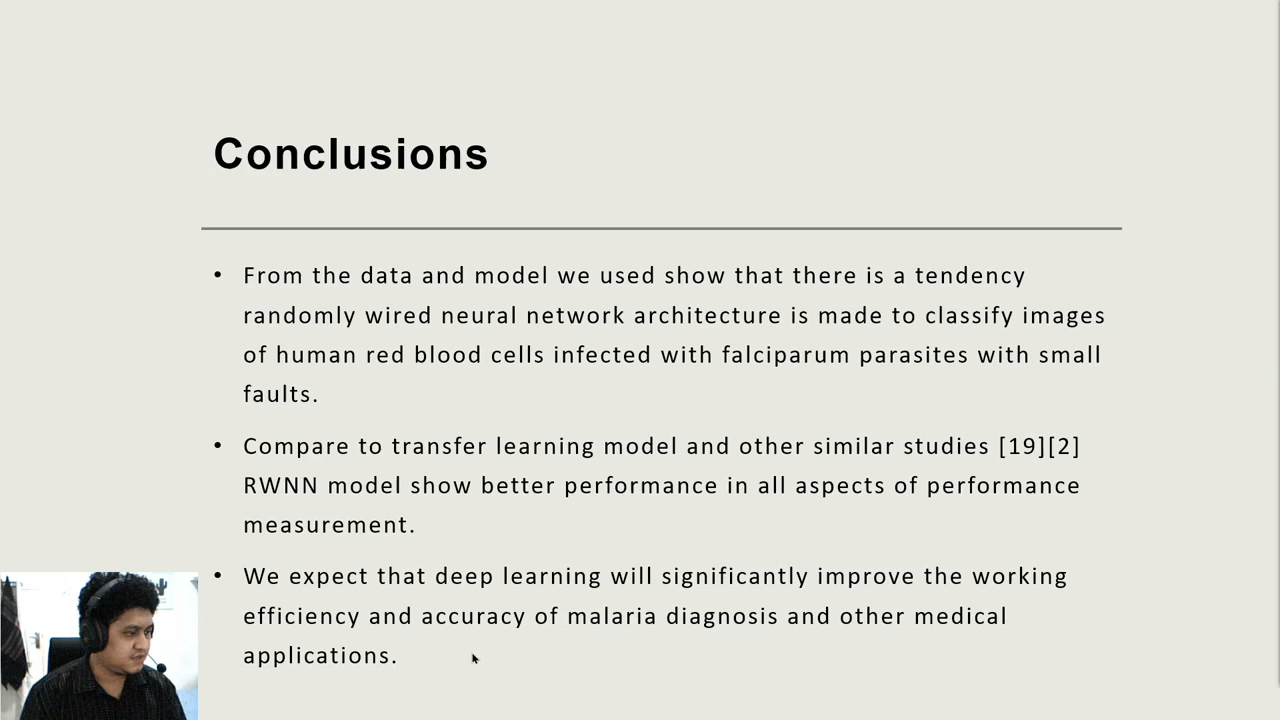 Conclusions
• From the data and model we used show that there is a tendency
randomly wired neural network architecture is made to classify images
of human red blood cells infected with falciparum parasites with small
faults.
• Compare to transfer learning model and other similar studies [19][2]
RWNN model show better performance in all aspects of performance
measurement.
• We expect that deep learning will significantly improve the working
efficiency and accuracy of malaria diagnosis and other medical
applications.